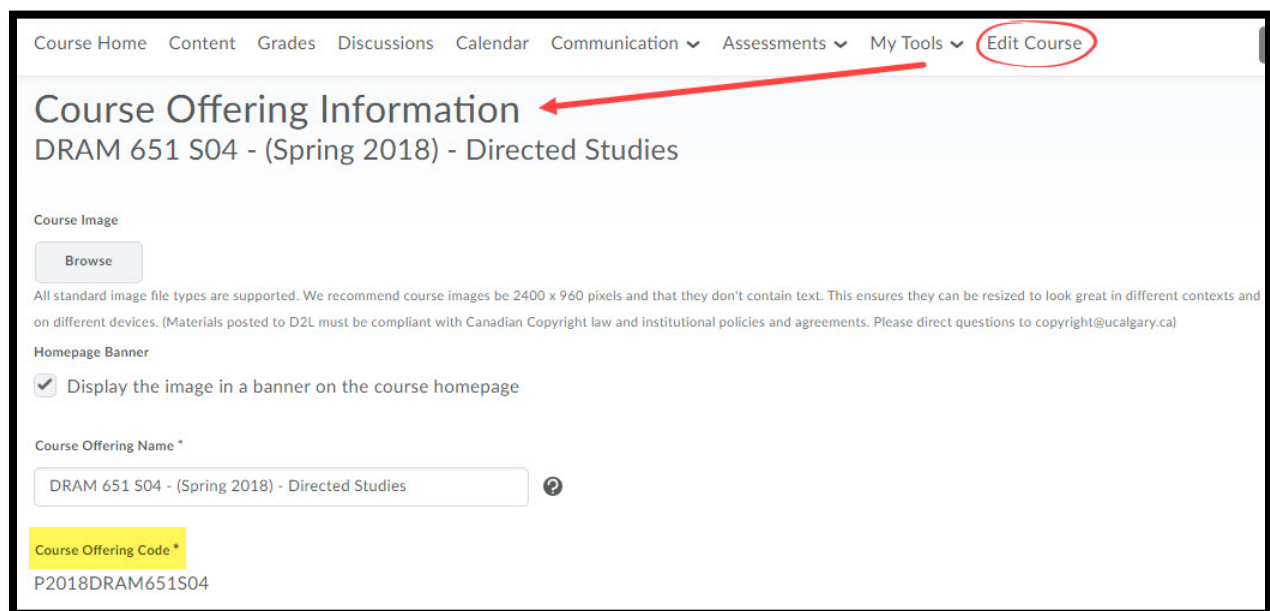 Course Home Content Grades Discussions Calendar Communication Assessments My Tools Edit Course
Course Offering Information
DRAM 651 S04 - (Spring 2018) - Directed Studies
Course Image
Browse
All standard image file types are supported. We recommend course images be 2400 x 960 pixels and that they don't contain text. This ensures they can be resized to look great in different contexts and
on different devices. (Materials posted to D2L must be compliant with Canadian Copyright law and institutional policies and agreements. Please direct questions to copyright@ucalgary.ca)
Homepage Banner
Display the image in a banner on the course homepage
Course Offering Name *
DRAM 651 S04 - (Spring 2018) - Directed Studies
Course Offering Code *
P2018DRAM651S04